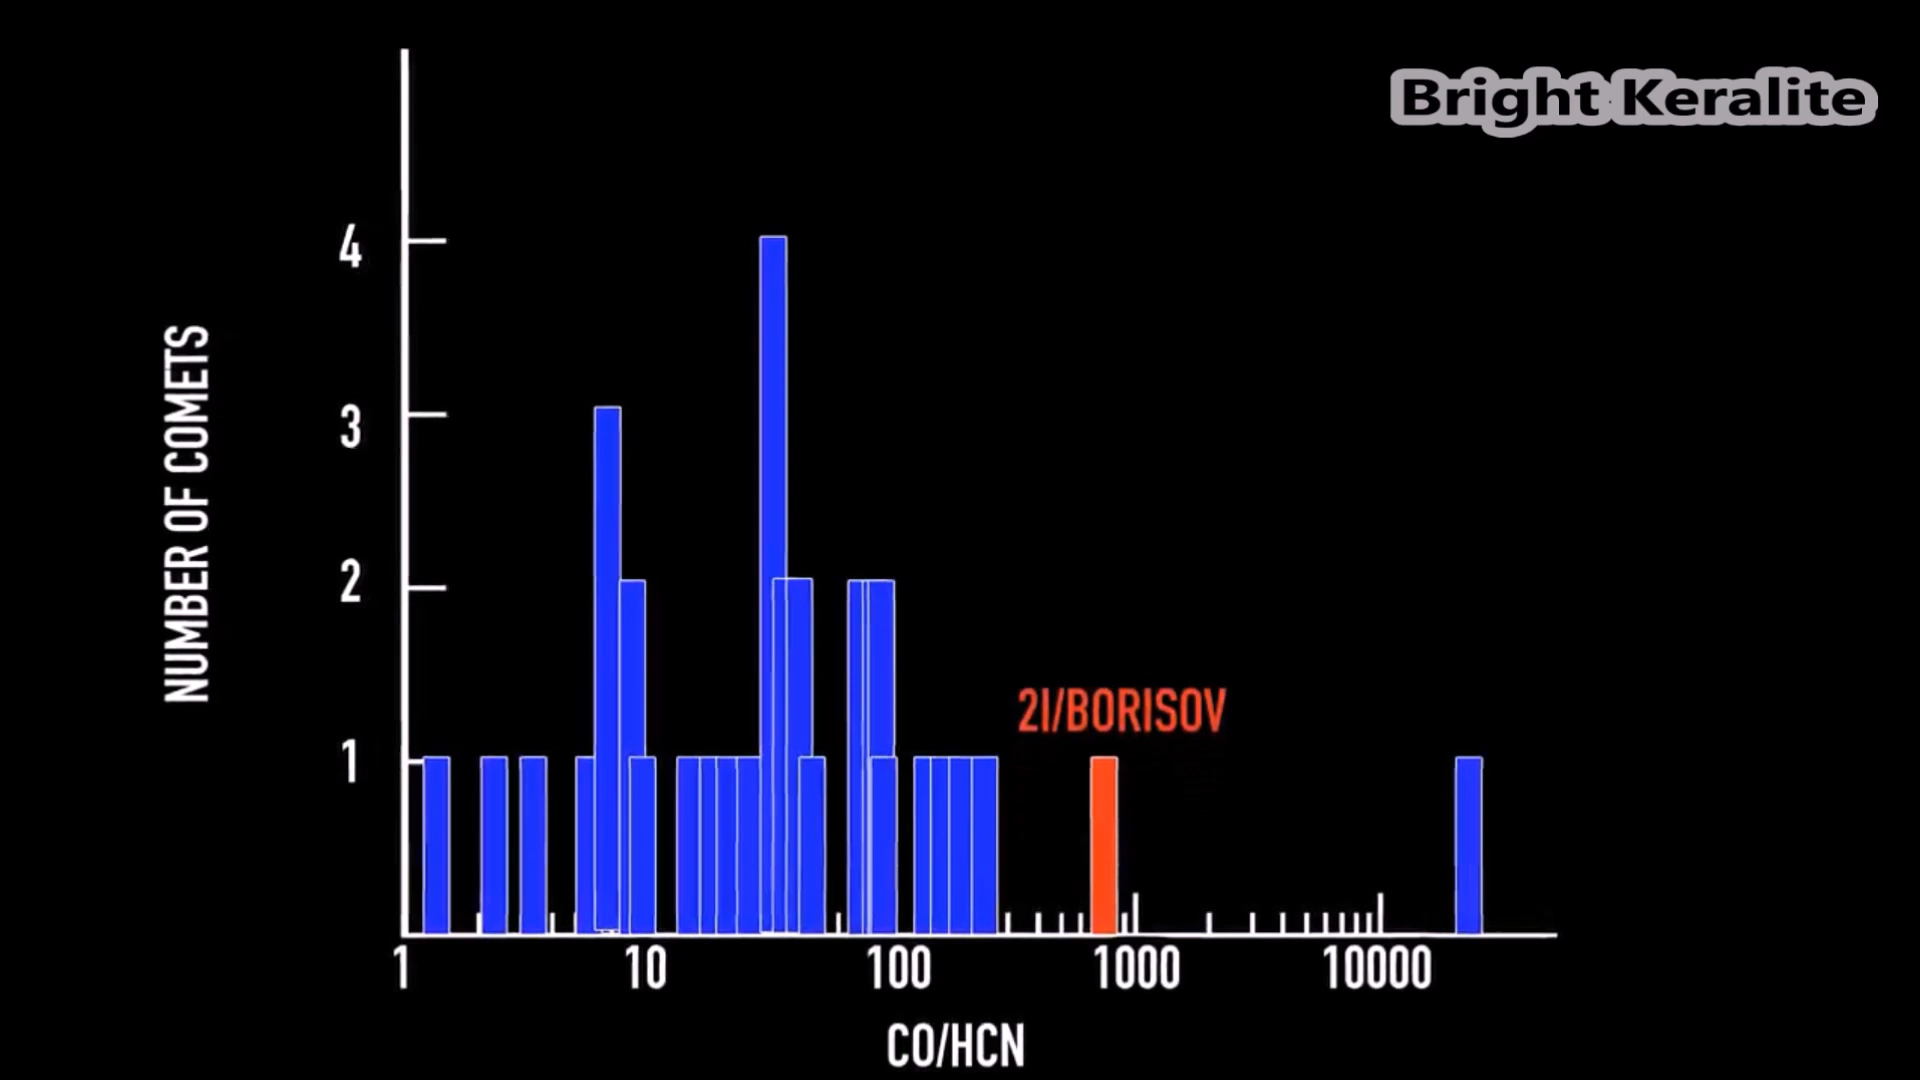 Bright Keralite
4
3
2
1
NUMBER OF COMETS
2I/BORISOV
1 10 100 1000 10000
CO/HCN